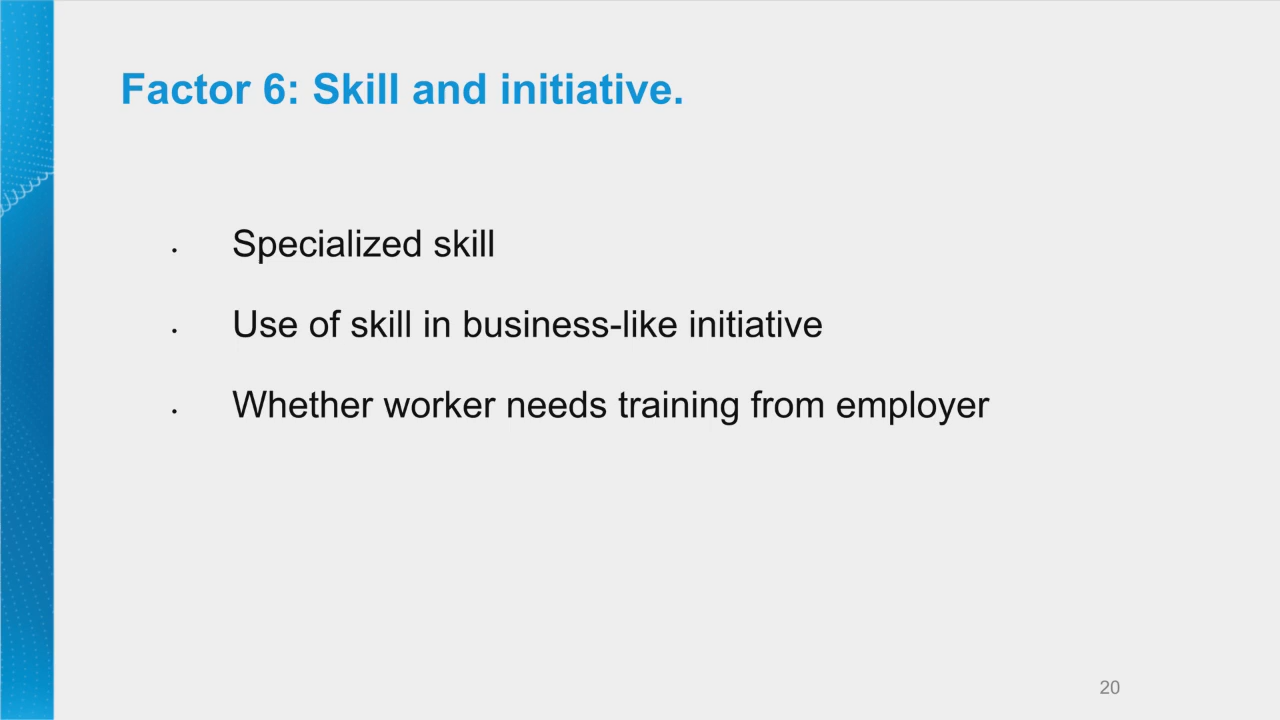 Factor 6: Skill and initiative.
• Specialized skill
• Use of skill in business-like initiative
• Whether worker needs training from employer
20